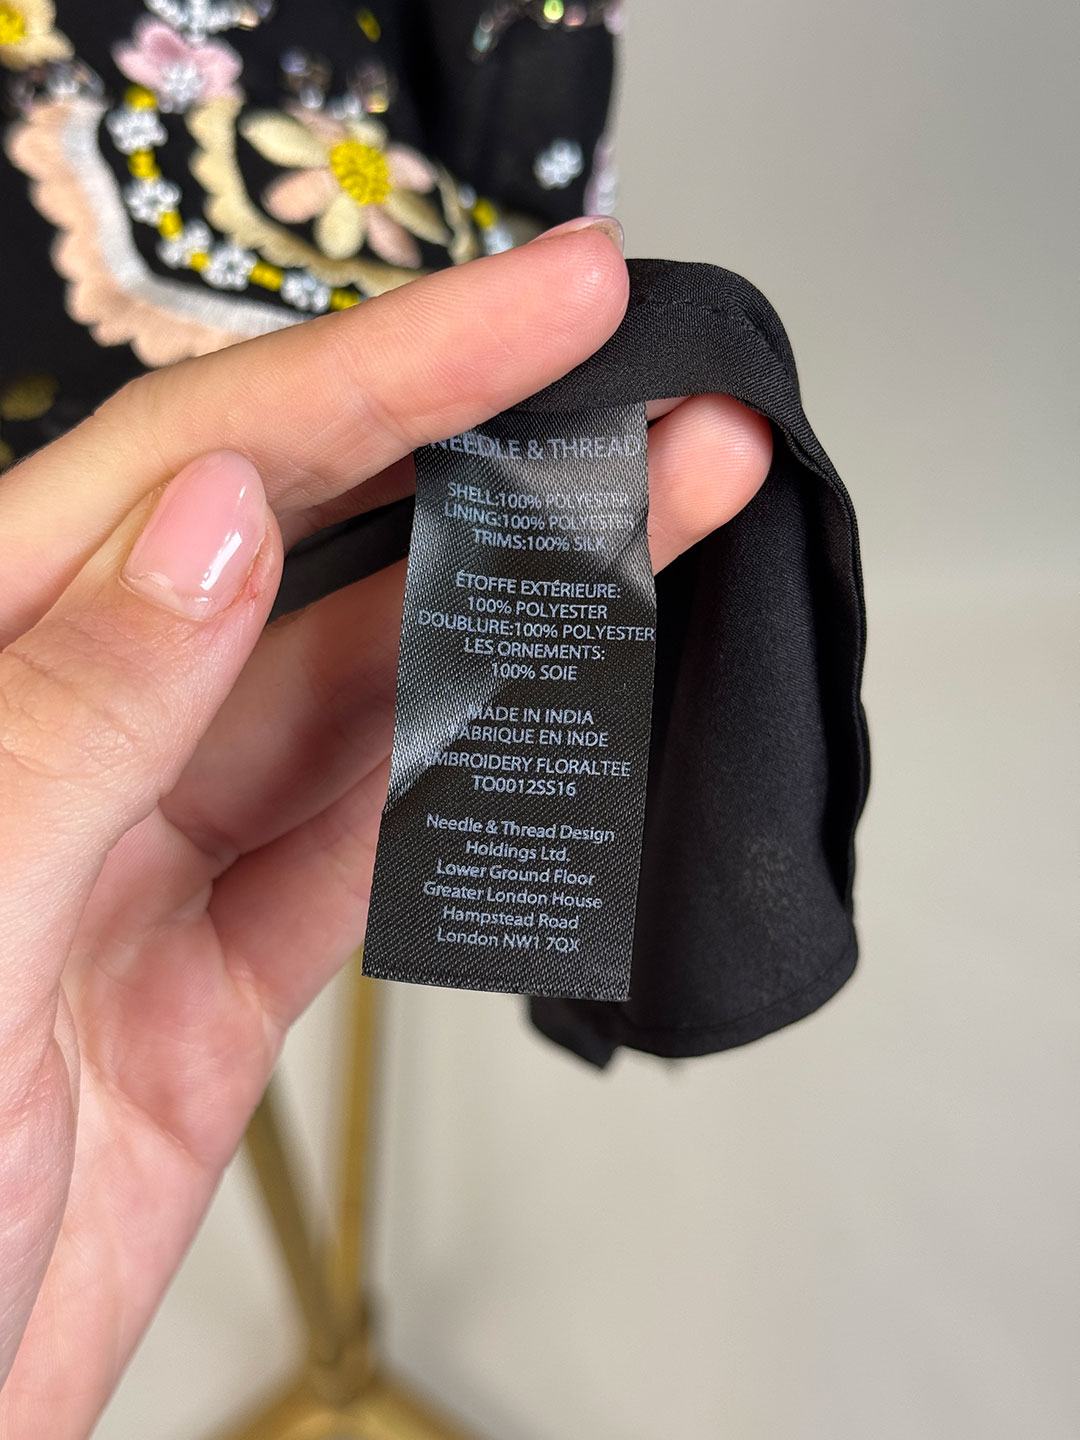 NEEDLE & THREAD
SHELL:100% POLYESTER
LINING:100% POLYESTER
TRIMS:100% SILK
ÉTOFFE EXTÉRIEURE:
100% POLYESTER
DOUBLURE:100% POLYESTER
LES ORNEMENTS:
100% SOIE
MADE IN INDIA
FABRIQUE EN INDE
EMBROIDERY FLORALTEE
TO0012SS16
Needle & Thread Design
Holdings Ltd.
Lower Ground Floor
Greater London House
Hampstead Road
London NW1 7QX